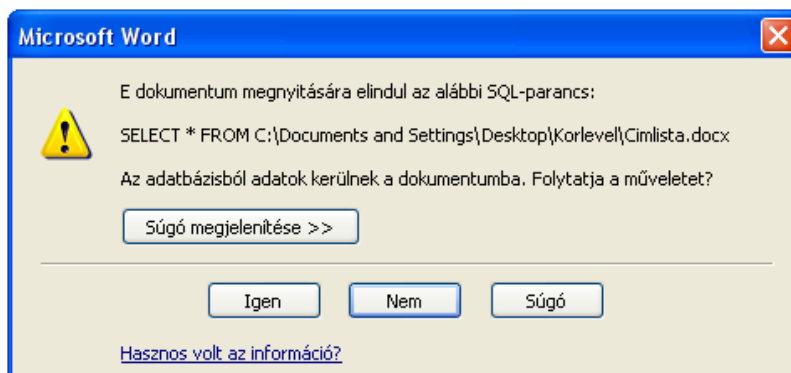 Microsoft Word
E dokumentum megnyitására elindul az alábbi SQL-parancs:
SELECT * FROM C:\Documents and Settings\Desktop\Korlevel\Cimlista.docx
Az adatbázisból adatok kerülnek a dokumentumba. Folytatja a műveletet?
Súgó megjelenítése >>
Igen Nem Súgó
Hasznos volt az információ?